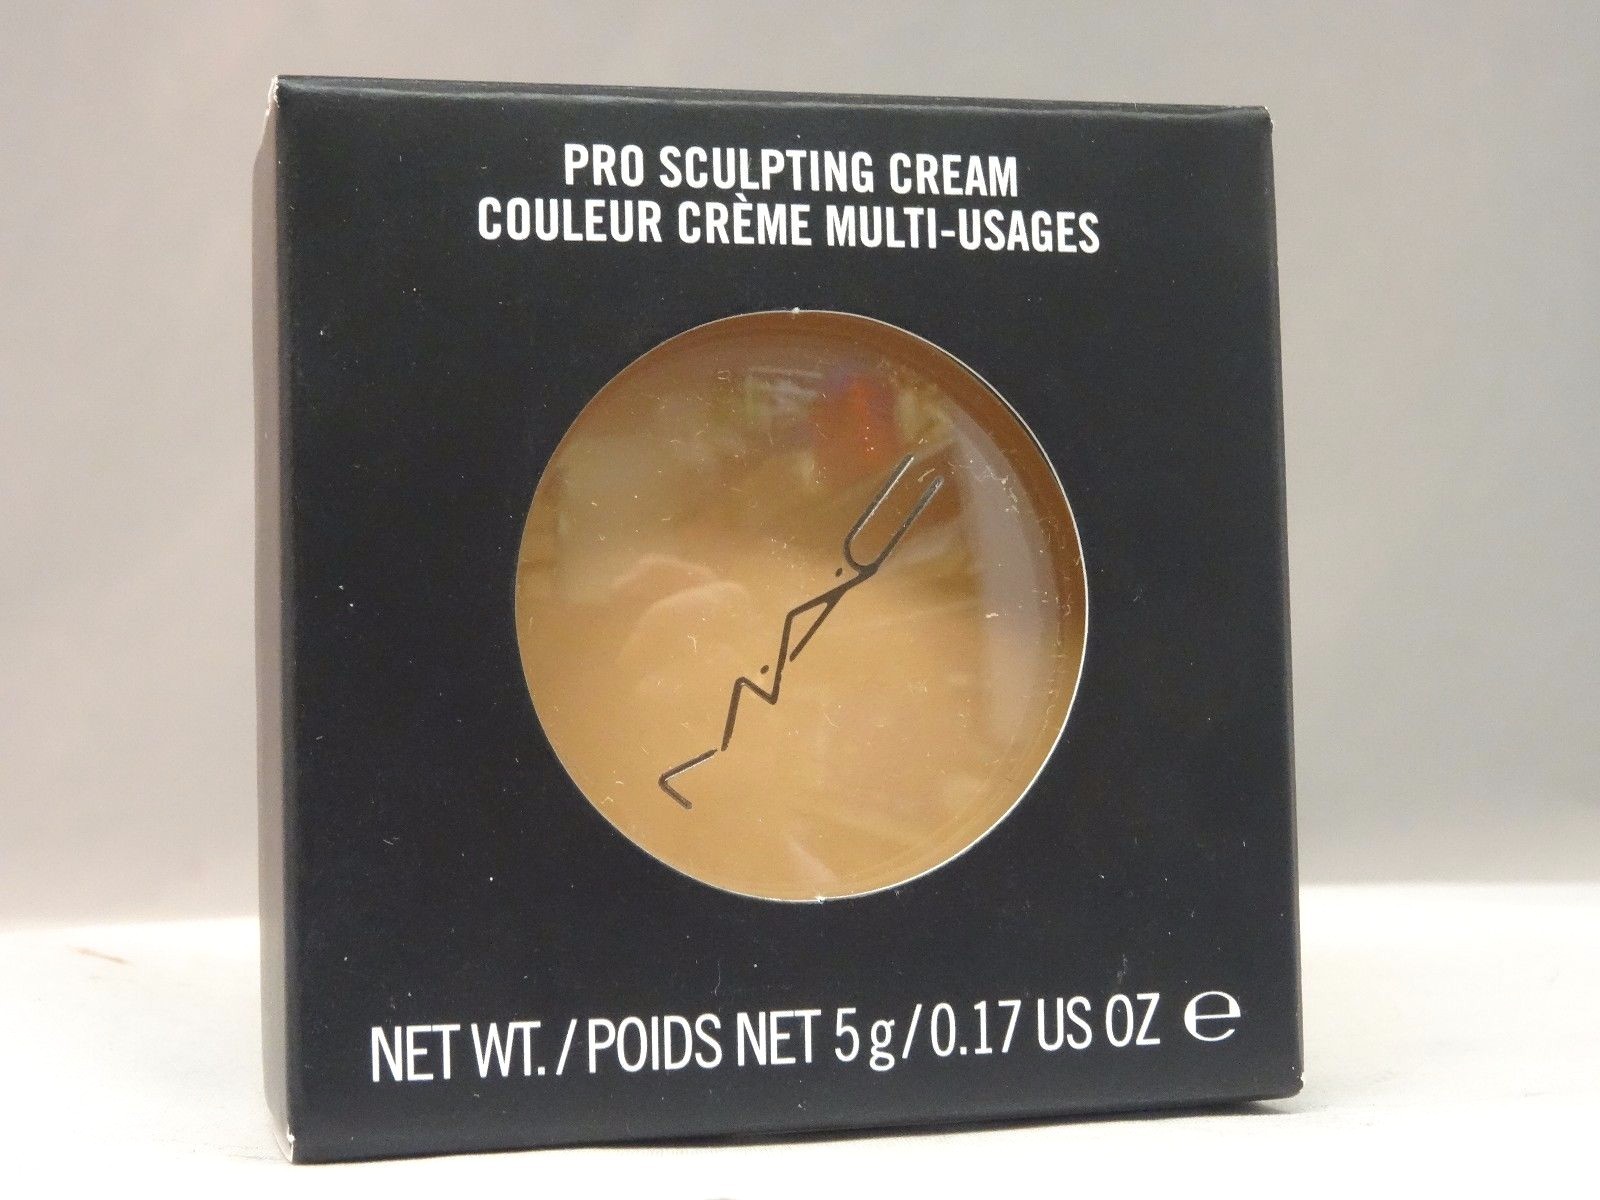 PRO SCULPTING CREAM
COULEUR CRÈME MULTI-USAGES
M·A·C
NET WT. / POIDS NET 5 g / 0.17 US OZ ℮